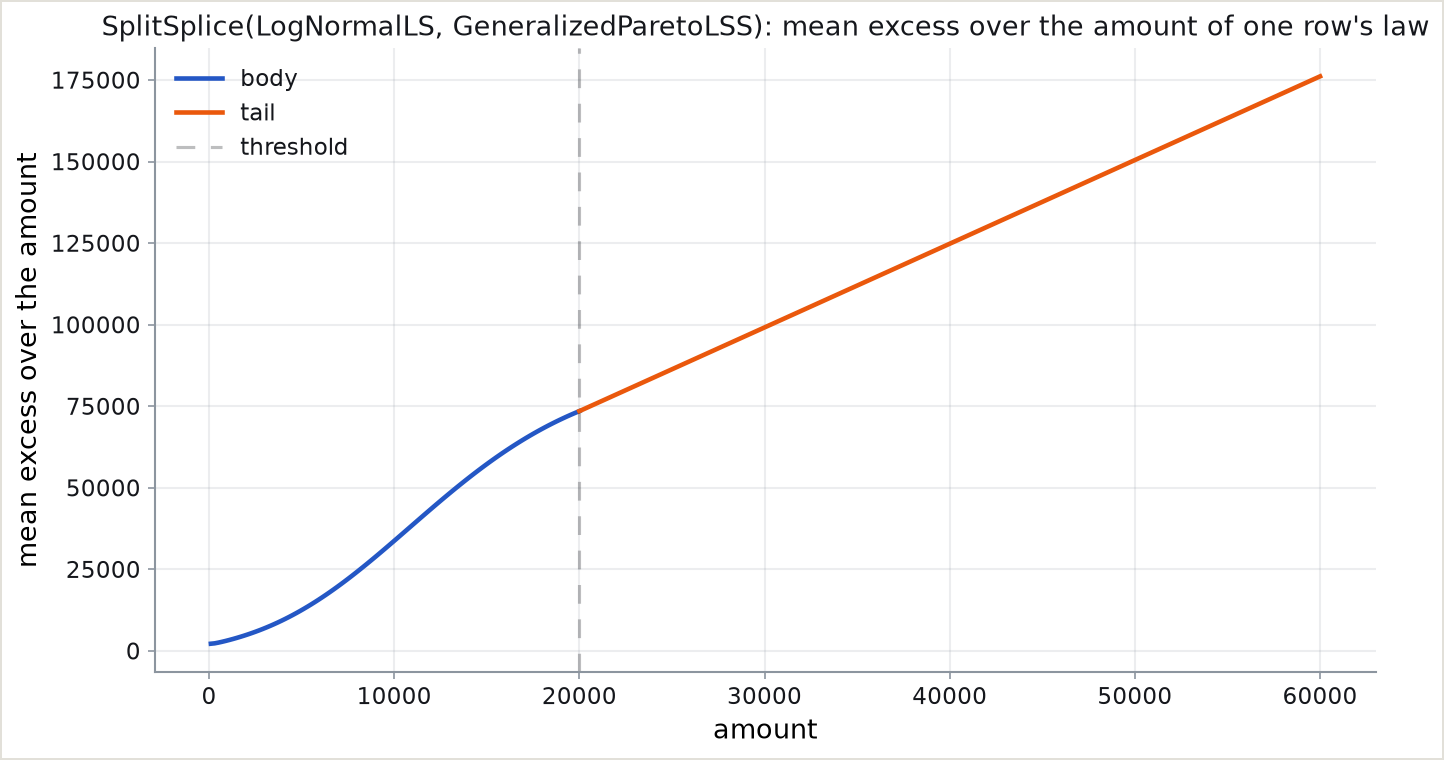 SplitSplice(LogNormalLS, GeneralizedParetoLSS): mean excess over the amount of one row's law
body
tail
threshold
mean excess over the amount
175000
150000
125000
100000
75000
50000
25000
0
0 10000 20000 30000 40000 50000 60000
amount